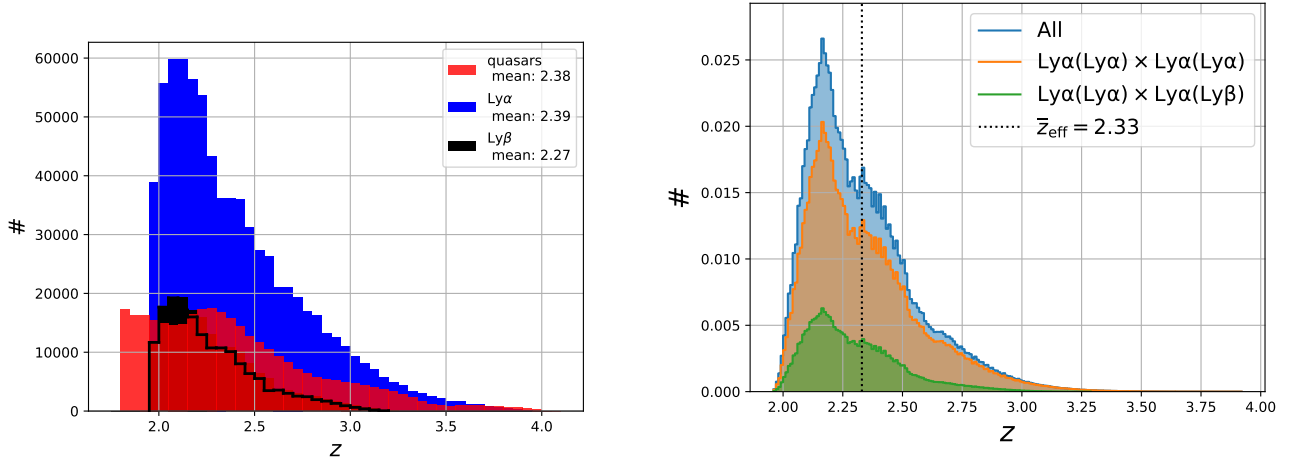 60000
50000
40000
30000
20000
10000
0
#
2.0 2.5 3.0 3.5 4.0
z
quasars
mean: 2.38
Lyα
mean: 2.39
Lyβ
mean: 2.27
0.025
0.020
0.015
0.010
0.005
0.000
#
2.00 2.25 2.50 2.75 3.00 3.25 3.50 3.75 4.00
z
All
Lyα(Lyα) × Lyα(Lyα)
Lyα(Lyα) × Lyα(Lyβ)
z̅eff = 2.33